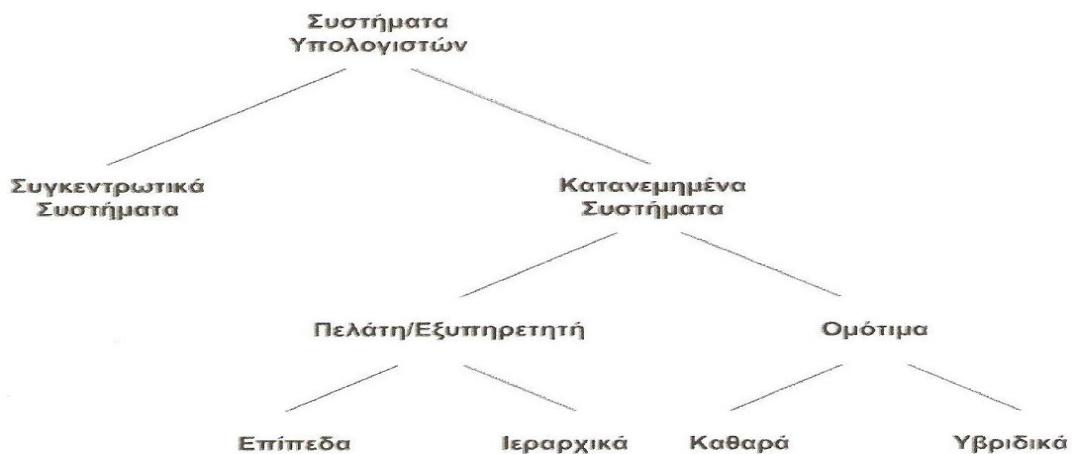 Συστήματα
Υπολογιστών
Συγκεντρωτικά
Συστήματα
Κατανεμημένα
Συστήματα
Πελάτη/Εξυπηρετητή
Ομότιμα
Επίπεδα
Ιεραρχικά
Καθαρά
Υβριδικά